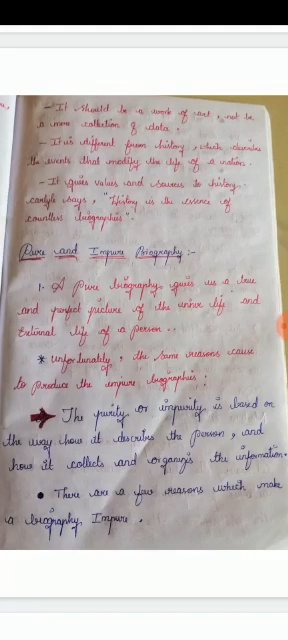 - It should be a work of art, not be
a mere collection of data.
- It is different from history, which describes
the events that modify the life of a nation.
- It gives values and sources to history.
carlyle says, "History is the essence of
countless biographies".
Pure and Impure Biography :-
1. A Pure biography gives us a true
and perfect picture of the inner life and
External life of a person..
* Unfortunately, the same reasons cause
to produce the impure biographies:
The purity or impurity is based on
the way how it describes the person, and
how it collects and organizes the information.
• There are a few reasons which make
a biography, Impure.